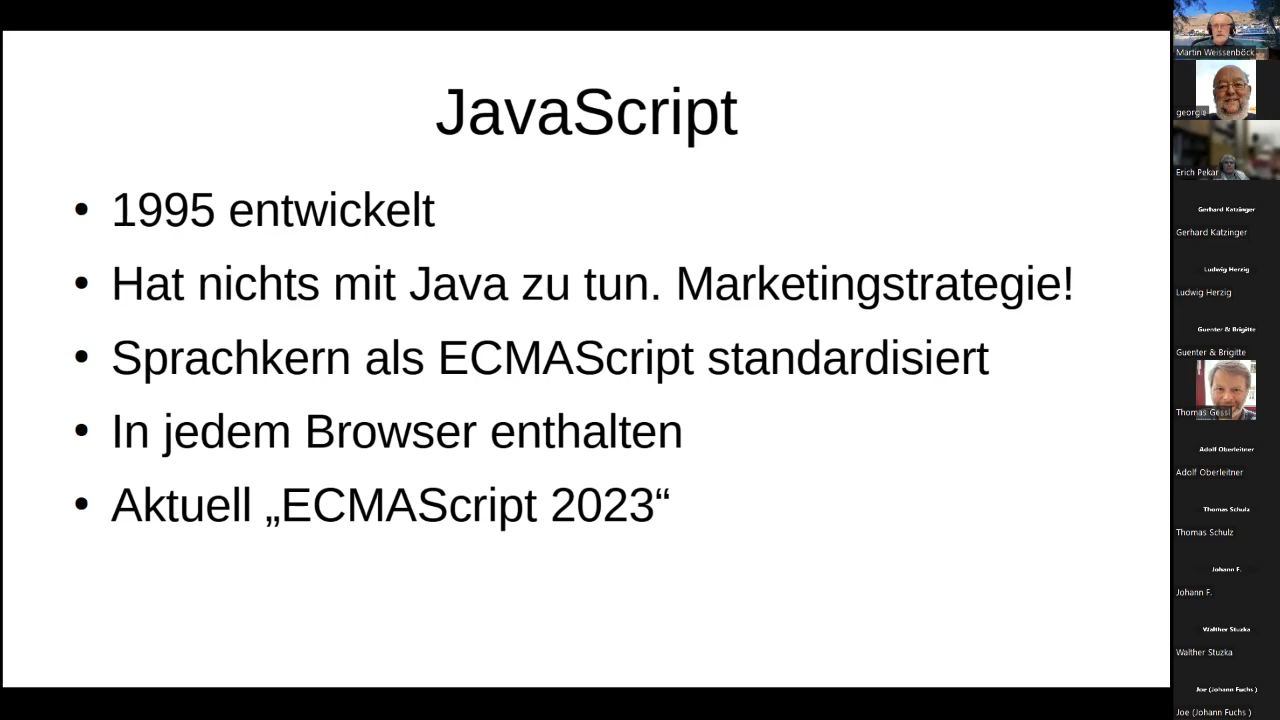 JavaScript
• 1995 entwickelt
• Hat nichts mit Java zu tun. Marketingstrategie!
• Sprachkern als ECMAScript standardisiert
• In jedem Browser enthalten
• Aktuell „ECMAScript 2023“
Martin Weissenböck
georgie
Erich Pekar
Gerhard Katzinger
Gerhard Katzinger
Ludwig Herzig
Ludwig Herzig
Guenter & Brigitte
Guenter & Brigitte
Thomas Gessl
Adolf Oberleitner
Adolf Oberleitner
Thomas Schulz
Thomas Schulz
Johann F.
Johann F.
Walther Stuzka
Walther Stuzka
Joe (Johann Fuchs )
Joe (Johann Fuchs )